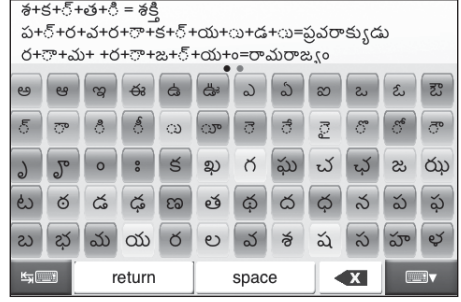 శ+క+్+త+ి = శక్తి
ప+్+ర+వ+ర+ా+క+్+య+ు+డ+ు=ప్రవరాక్యుడు
ర+ా+మ+ +ర+ా+జ+్+య+ం=రామరాజ్యం
అ ఆ ఇ ఈ ఉ ఊ ఎ ఏ ఐ ఒ ఓ ఔ
్ ా ి ీ ు ూ ె ే ై ొ ో ౌ
ృ ౄ ం ః క ఖ గ ఘ చ ఛ జ ఝ
ట ఠ డ ఢ ణ త థ ద ధ న ప ఫ
బ భ మ య ర ల వ శ ష స హ ళ
return space X